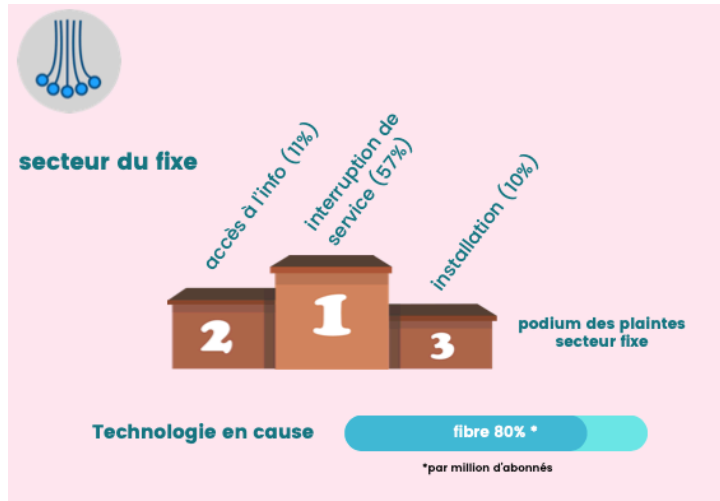 secteur du fixe
accès à l'info (11%)
interruption de
service (57%)
installation (10%)
2
1
3
podium des plaintes
secteur fixe
Technologie en cause
fibre 80% *
*par million d'abonnés